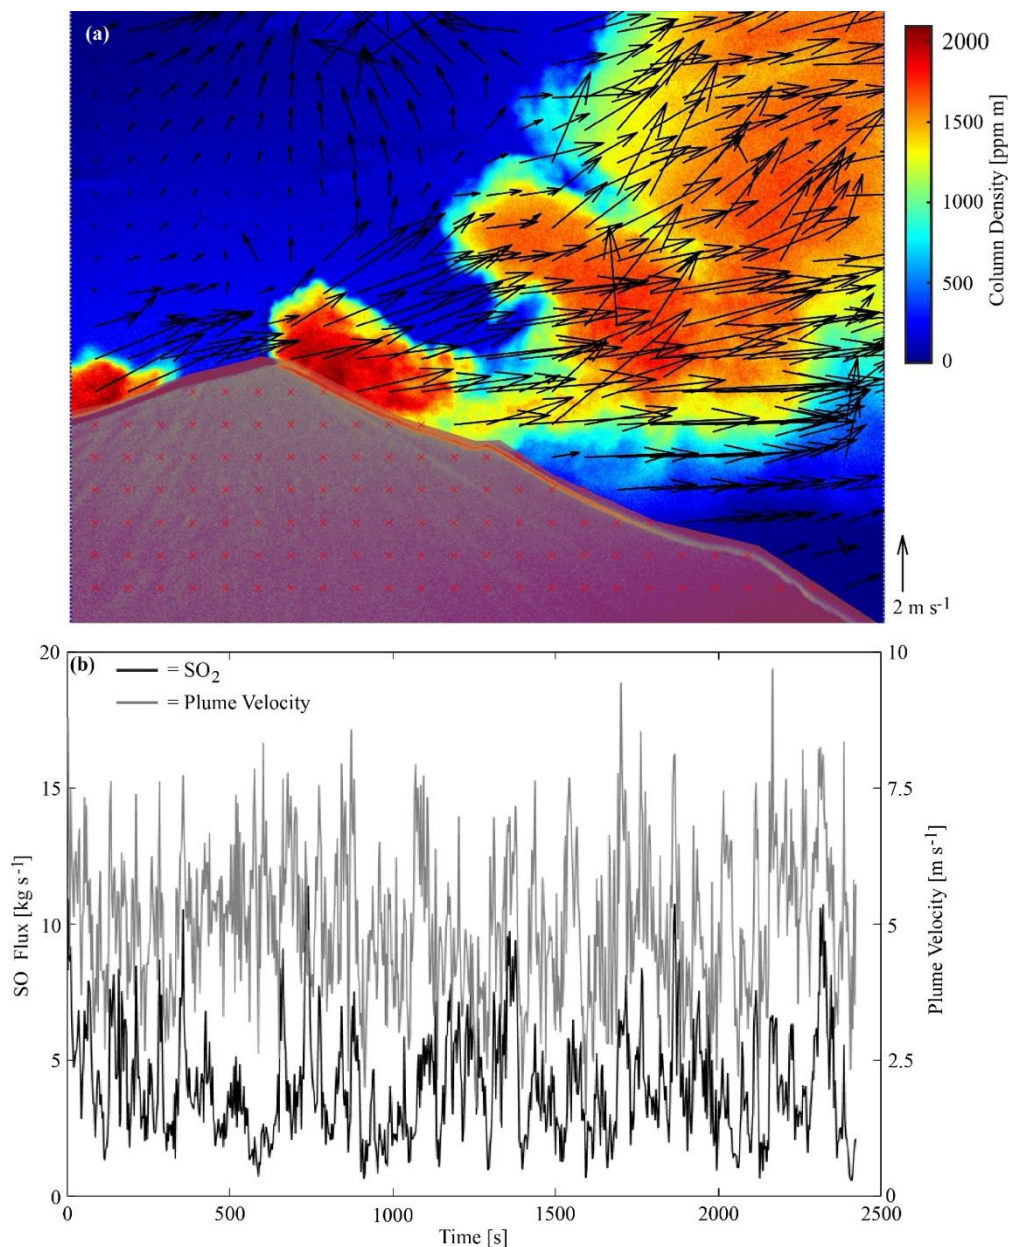 (a)
2000
1500
1000
500
0
Column Density [ppm m]
2 m s-1
(b)
= SO2
= Plume Velocity
20
15
10
5
0
SO Flux [kg s-1]
10
7.5
5
2.5
0
Plume Velocity [m s-1]
0 500 1000 1500 2000 2500
Time [s]